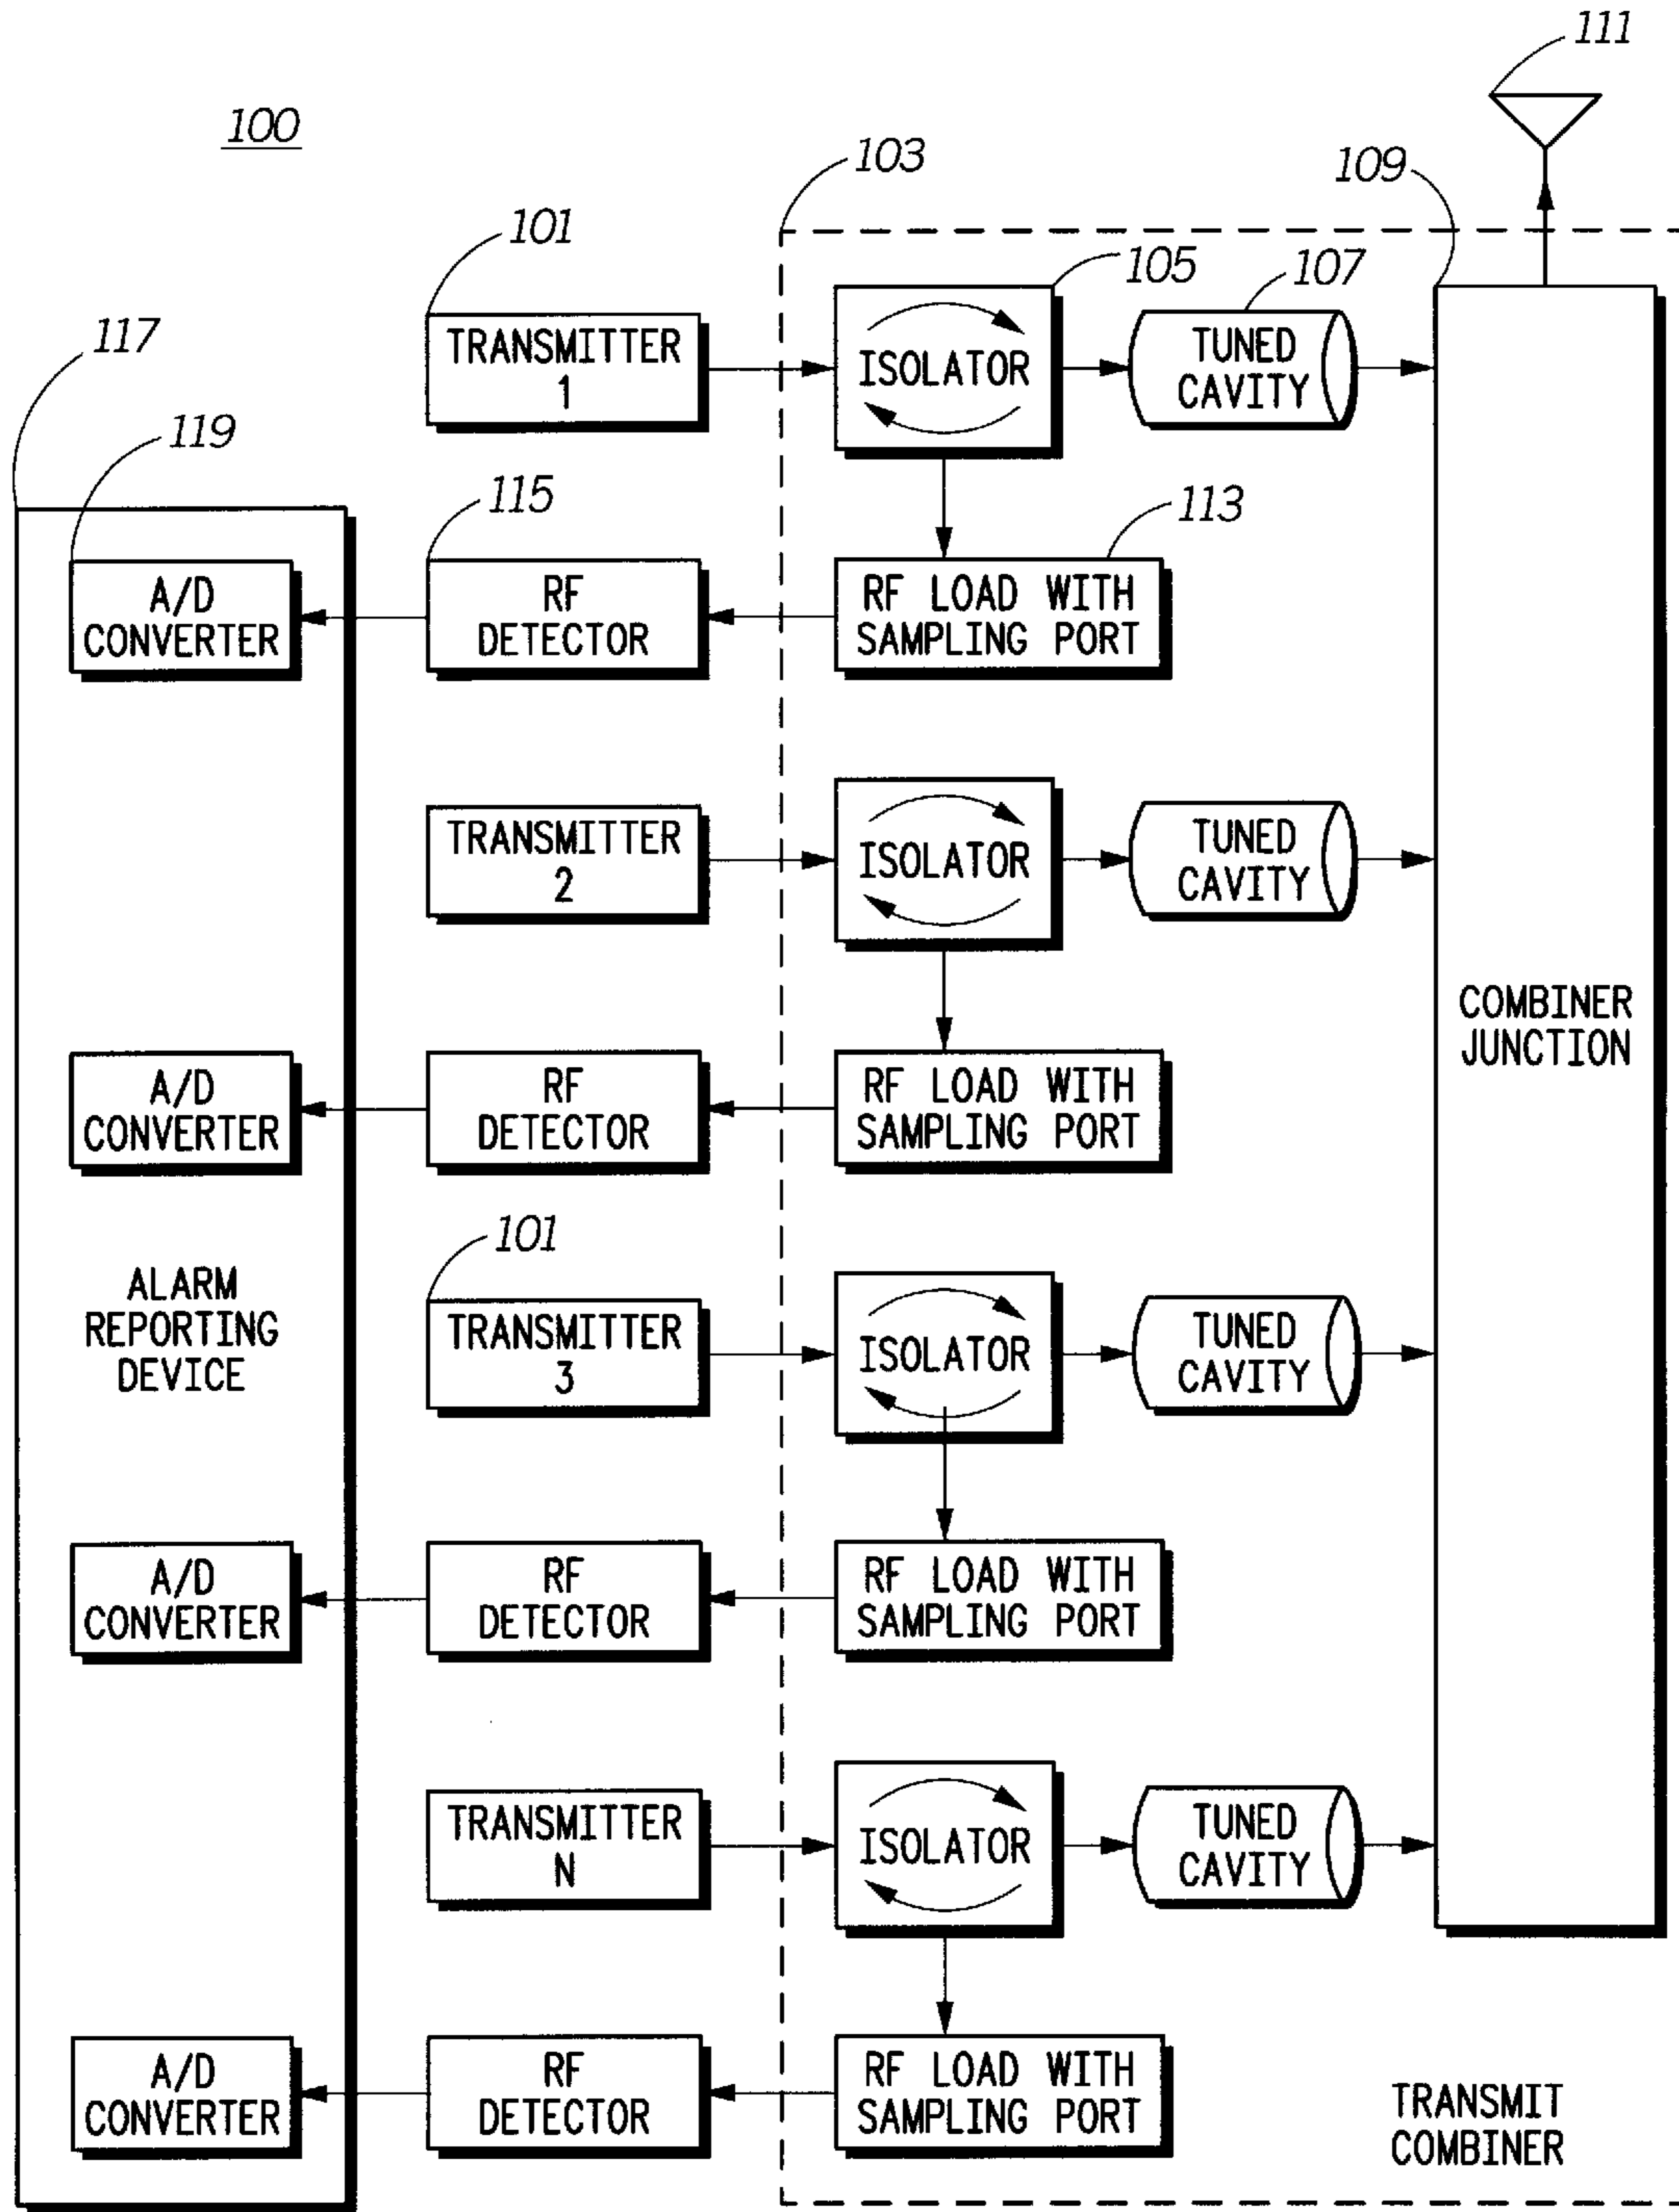 111
100
103
109
101
105
107
117
TRANSMITTER
1
ISOLATOR
TUNED
CAVITY
119
115
113
A/D
CONVERTER
RF
DETECTOR
RF LOAD WITH
SAMPLING PORT
TRANSMITTER
2
ISOLATOR
TUNED
CAVITY
COMBINER
JUNCTION
A/D
CONVERTER
RF
DETECTOR
RF LOAD WITH
SAMPLING PORT
101
ALARM
REPORTING
DEVICE
TRANSMITTER
3
ISOLATOR
TUNED
CAVITY
A/D
CONVERTER
RF
DETECTOR
RF LOAD WITH
SAMPLING PORT
TRANSMITTER
N
ISOLATOR
TUNED
CAVITY
A/D
CONVERTER
RF
DETECTOR
RF LOAD WITH
SAMPLING PORT
TRANSMIT
COMBINER